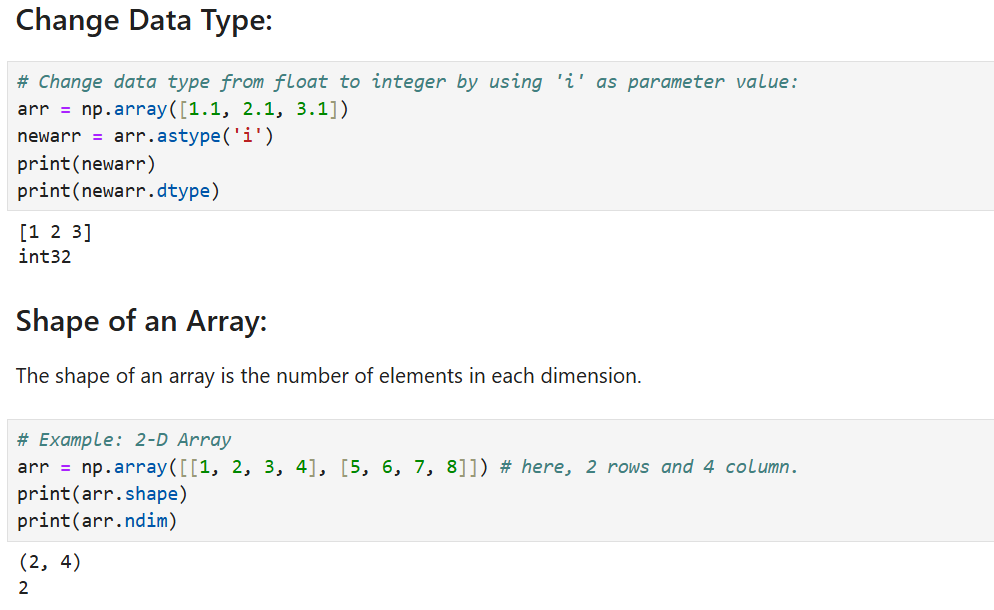 Change Data Type:
# Change data type from float to integer by using 'i' as parameter value:
arr = np.array([1.1, 2.1, 3.1])
newarr = arr.astype('i')
print(newarr)
print(newarr.dtype)
[1 2 3]
int32
Shape of an Array:
The shape of an array is the number of elements in each dimension.
# Example: 2-D Array
arr = np.array([[1, 2, 3, 4], [5, 6, 7, 8]]) # here, 2 rows and 4 column.
print(arr.shape)
print(arr.ndim)
(2, 4)
2